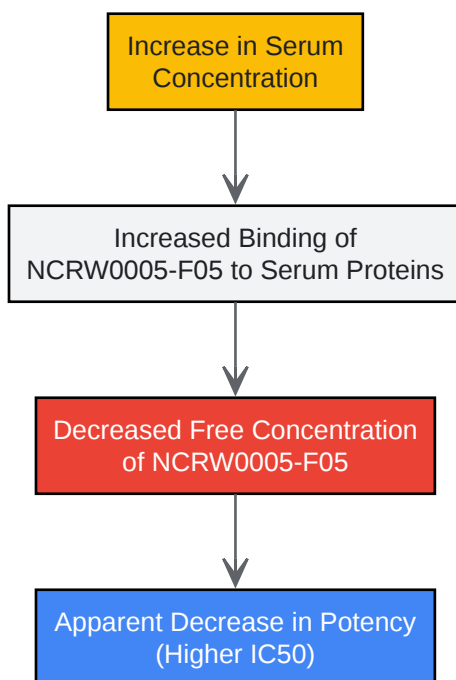 Increase in Serum
Concentration
Increased Binding of
NCRW0005-F05 to Serum Proteins
Decreased Free Concentration
of NCRW0005-F05
Apparent Decrease in Potency
(Higher IC50)